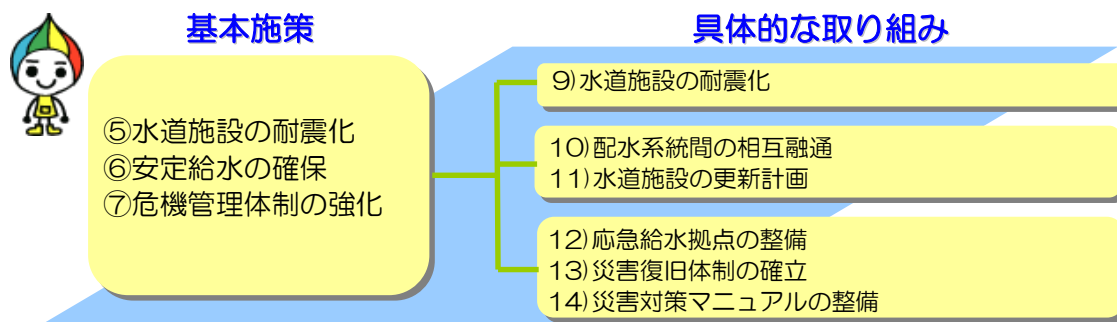 基本施策
具体的な取り組み
⑤水道施設の耐震化
⑥安定給水の確保
⑦危機管理体制の強化
9)水道施設の耐震化
10)配水系統間の相互融通
11)水道施設の更新計画
12)応急給水拠点の整備
13)災害復旧体制の確立
14)災害対策マニュアルの整備